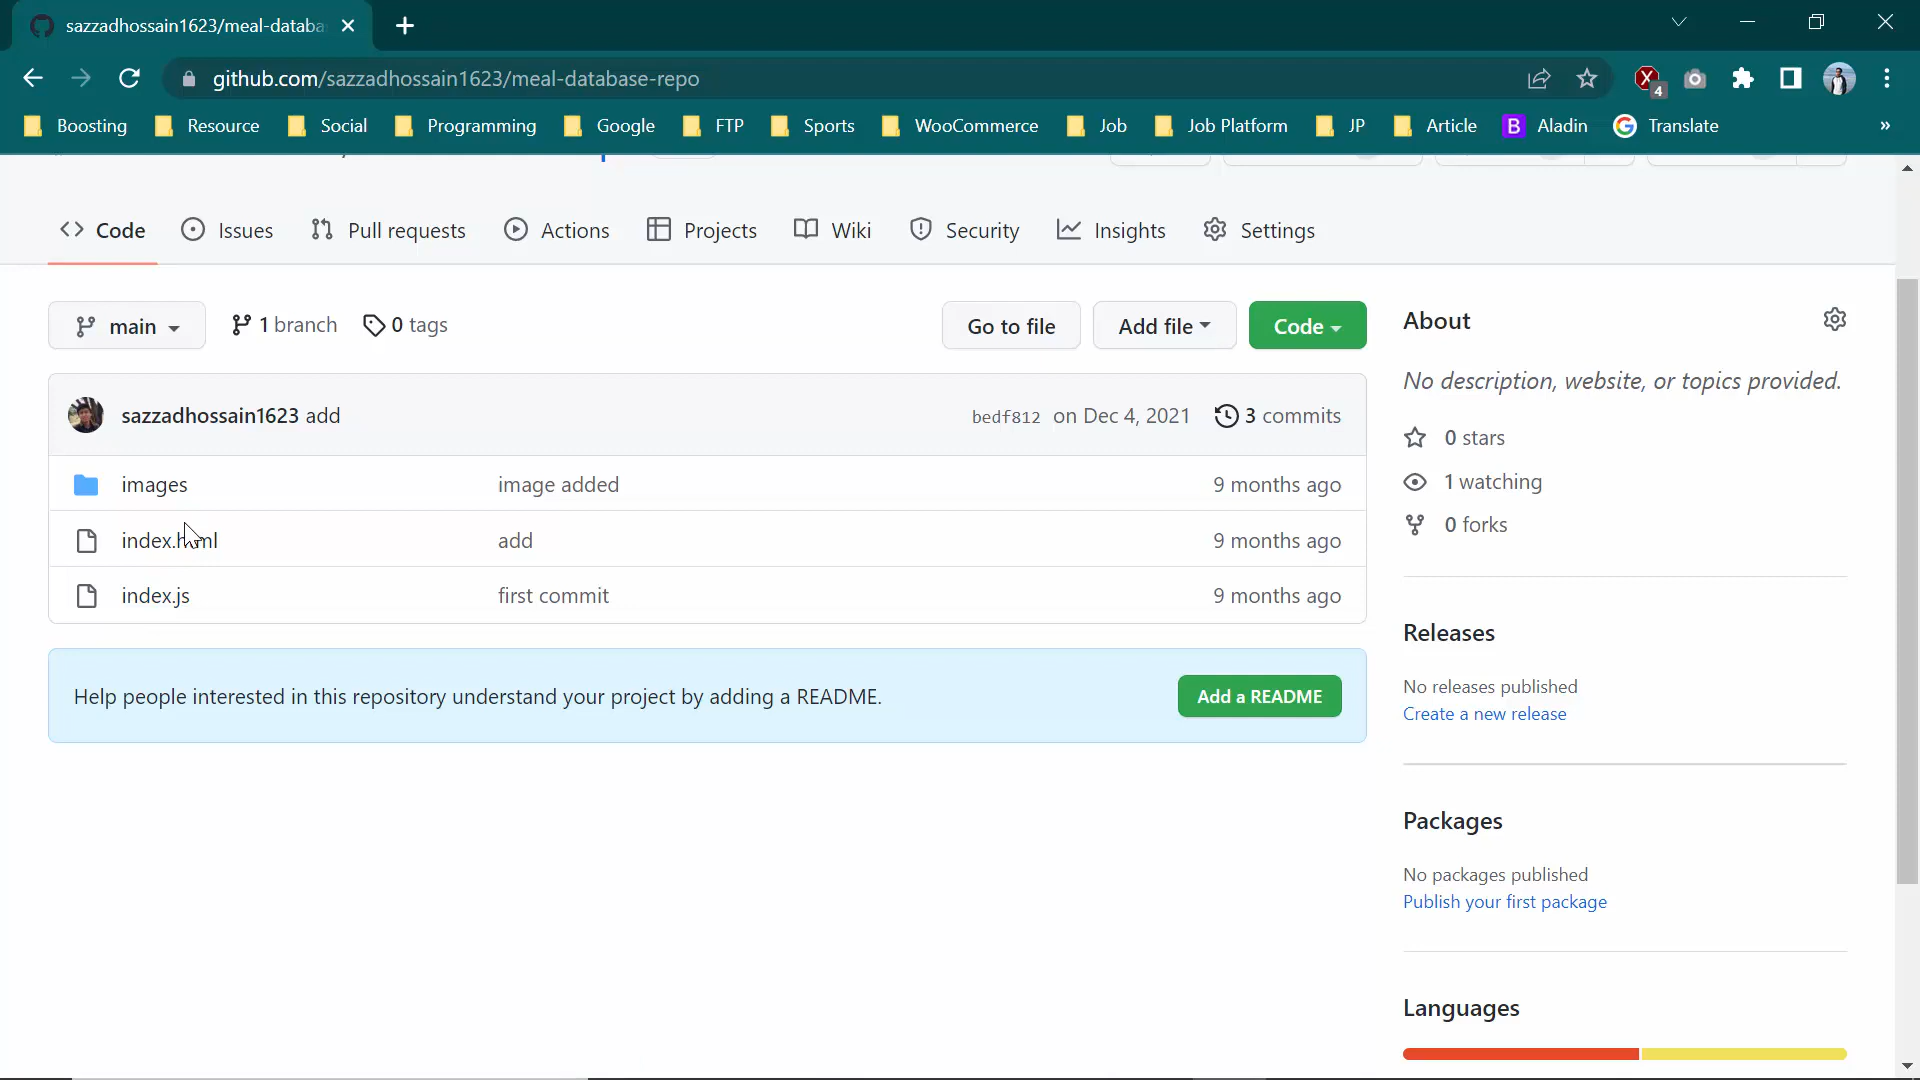 sazzadhossain1623/meal-databa
github.com/sazzadhossain1623/meal-database-repo
4
Boosting Resource Social Programming Google FTP Sports WooCommerce Job Job Platform JP Article B Aladin Translate »
Code Issues Pull requests Actions Projects Wiki Security Insights Settings
main 1 branch 0 tags Go to file Add file Code
sazzadhossain1623 add bedf812 on Dec 4, 2021 3 commits
images image added 9 months ago
index.html add 9 months ago
index.js first commit 9 months ago
Help people interested in this repository understand your project by adding a README. Add a README
About
No description, website, or topics provided.
0 stars
1 watching
0 forks
Releases
No releases published
Create a new release
Packages
No packages published
Publish your first package
Languages